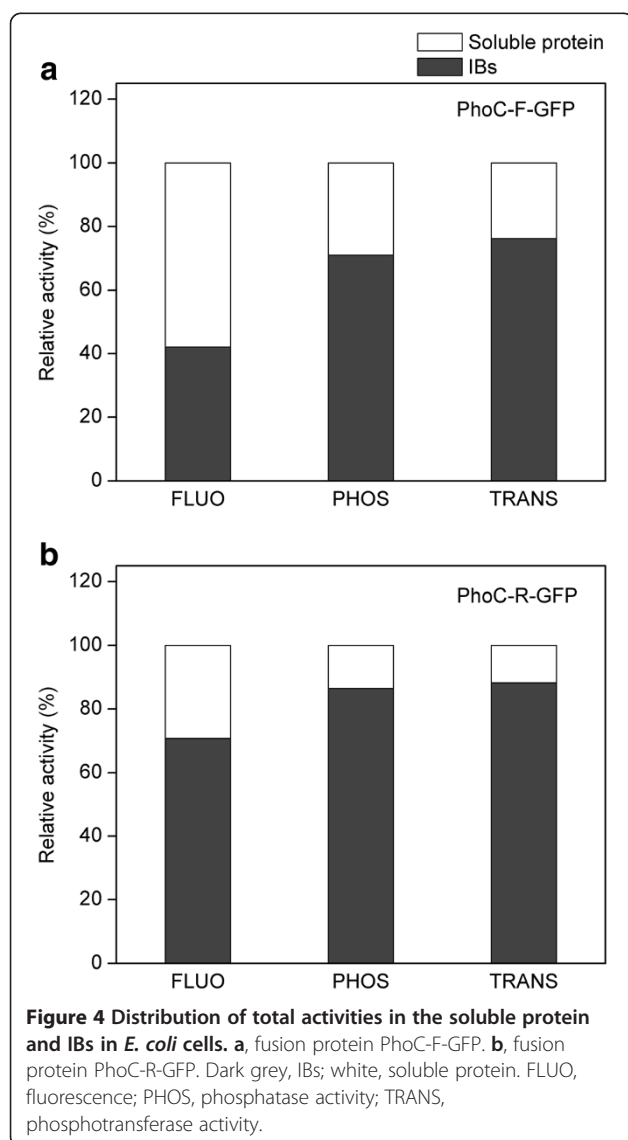 Soluble protein
IBs
a
PhoC-F-GFP
120
100
80
60
40
20
0
Relative activity (%)
FLUO PHOS TRANS
b
PhoC-R-GFP
120
100
80
60
40
20
0
Relative activity (%)
FLUO PHOS TRANS
Figure 4 Distribution of total activities in the soluble protein
and IBs in E. coli cells. a, fusion protein PhoC-F-GFP. b, fusion
protein PhoC-R-GFP. Dark grey, IBs; white, soluble protein. FLUO,
fluorescence; PHOS, phosphatase activity; TRANS,
phosphotransferase activity.